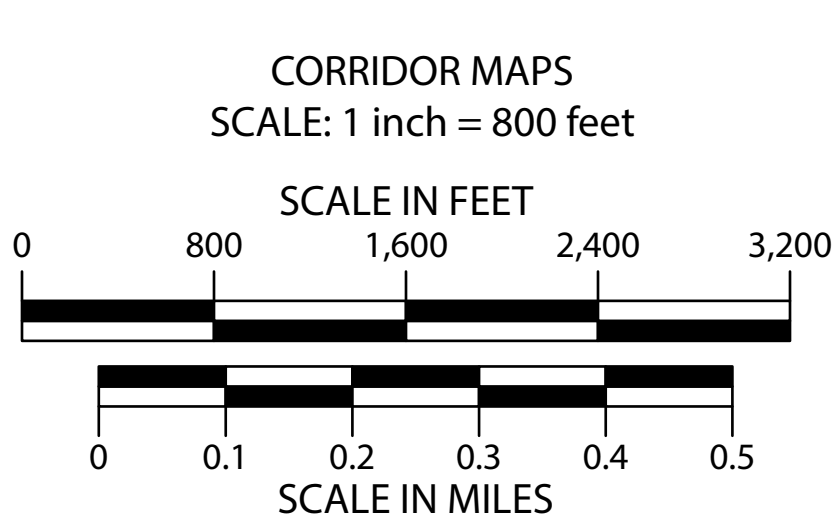 CORRIDOR MAPS
SCALE: 1 inch = 800 feet
SCALE IN FEET
0 800 1,600 2,400 3,200
0 0.1 0.2 0.3 0.4 0.5
SCALE IN MILES